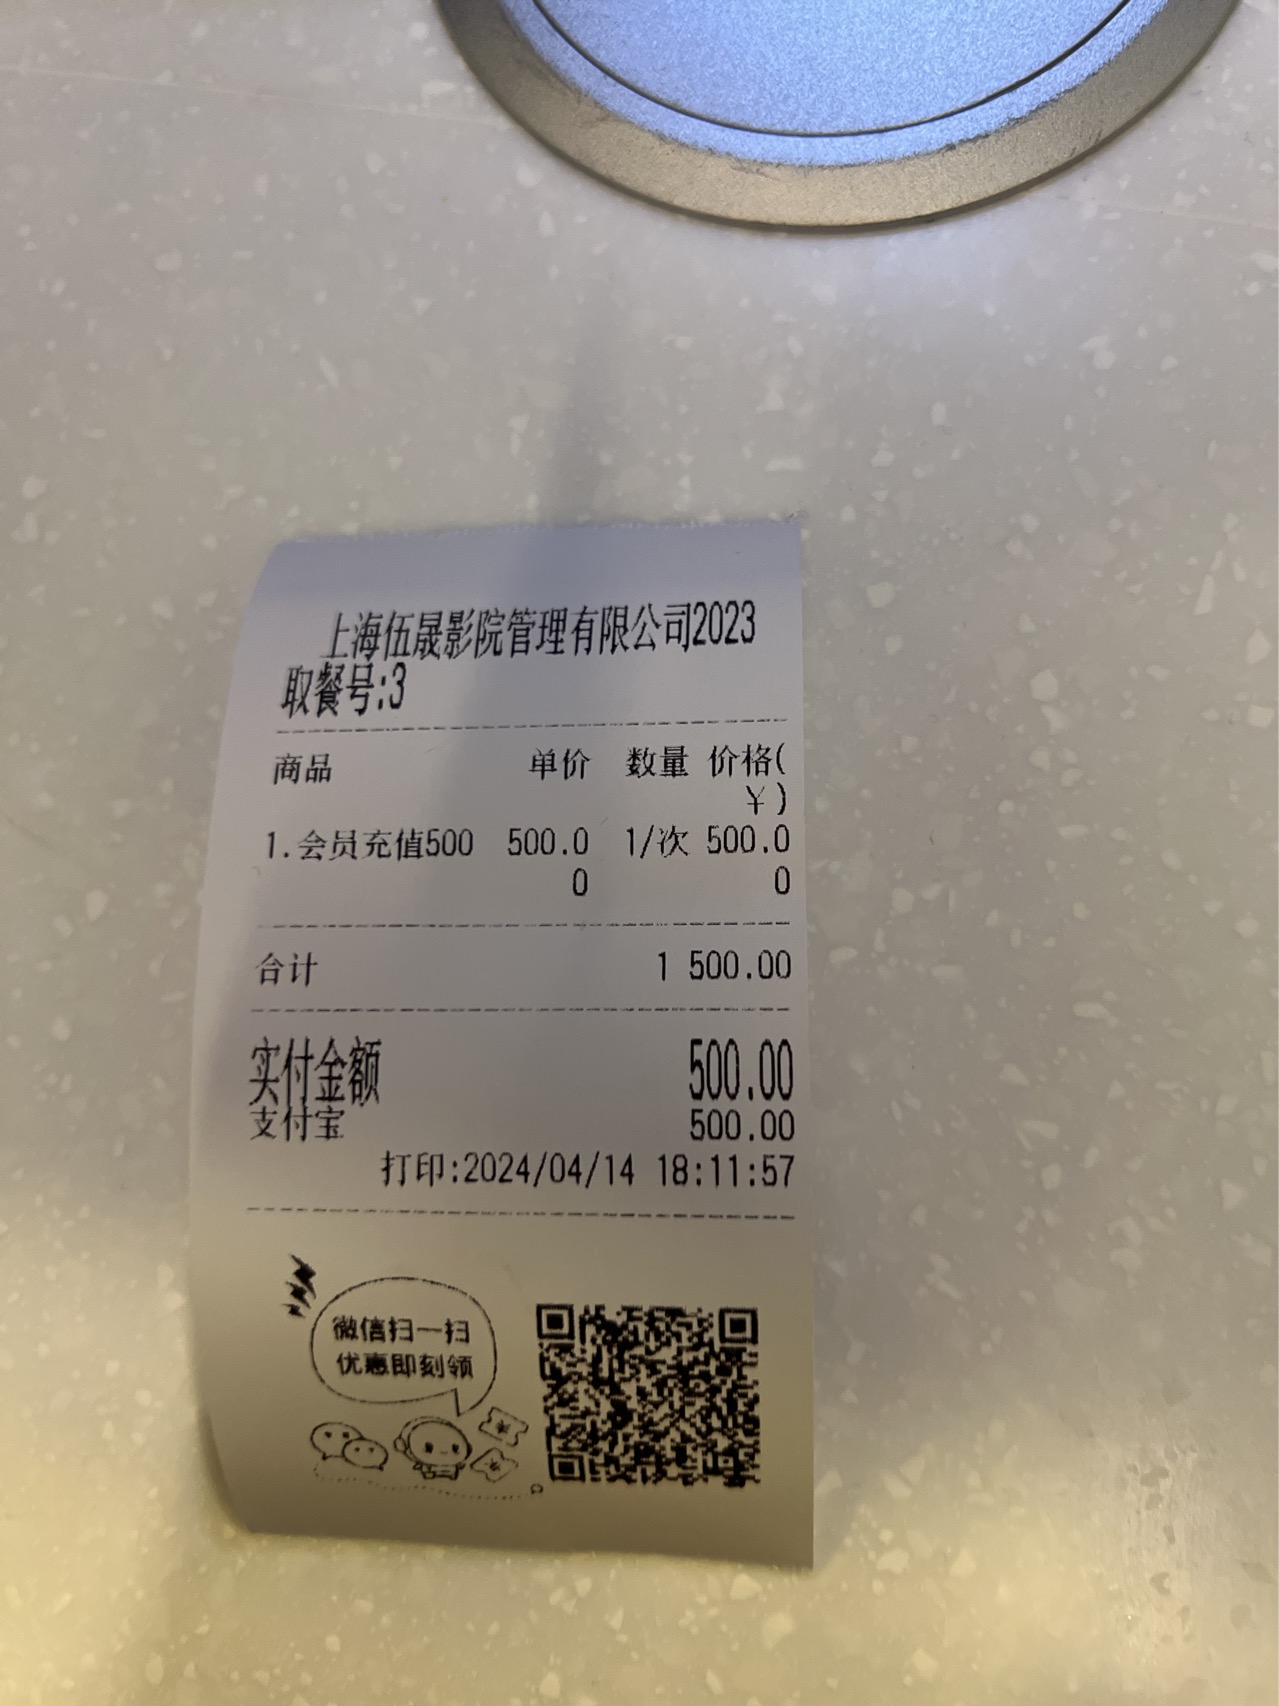 上海伍晟影院管理有限公司2023
取餐号:3
商品 单价 数量 价格(
¥)
1.会员充值500 500.0 1/次 500.0
0 0
合计 1 500.00
实付金额 500.00
支付宝 500.00
打印:2024/04/14 18:11:57
微信扫一扫
优惠即刻领